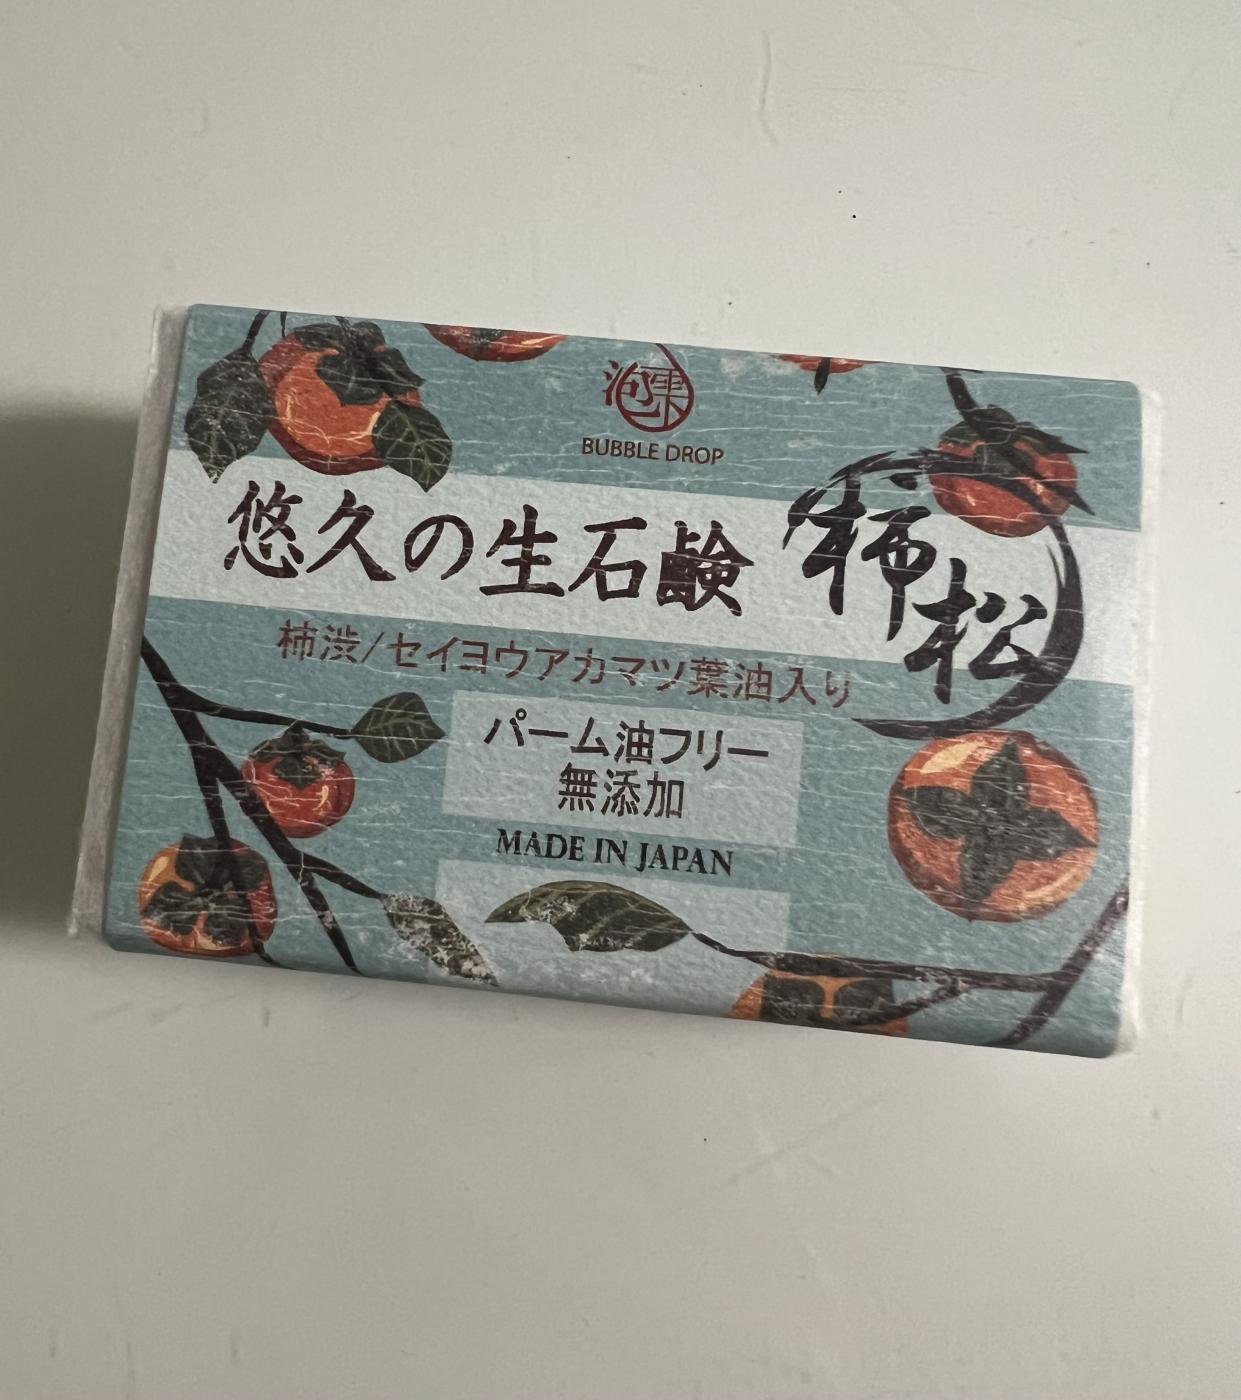 泡雫
BUBBLE DROP
悠久の生石鹸
柿松
柿渋/セイヨウアカマツ葉油入り
パーム油フリー
無添加
MADE IN JAPAN